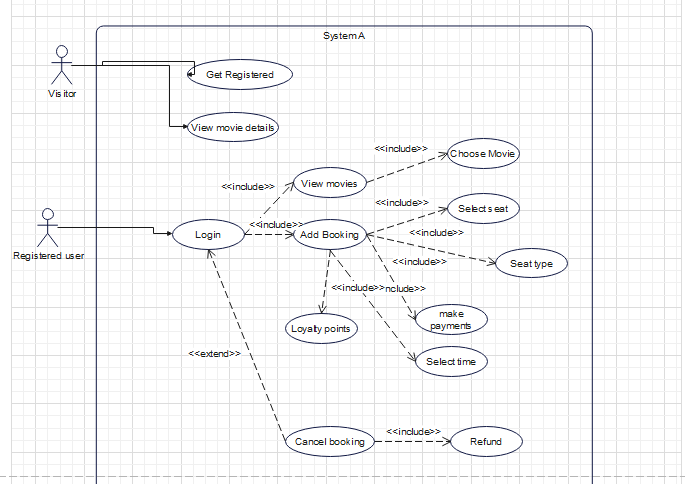 System A
Get Registered
Visitor
View movie details
<<include>>
Choose Movie
<<include>>
View movies
<<include>>
Select seat
<<include>>
Login
Add Booking
<<include>>
Registered user
<<include>>
Seat type
<<include>>
nclude>>
Loyalty points
make
payments
<<extend>>
Select time
<<include>>
Cancel booking
Refund